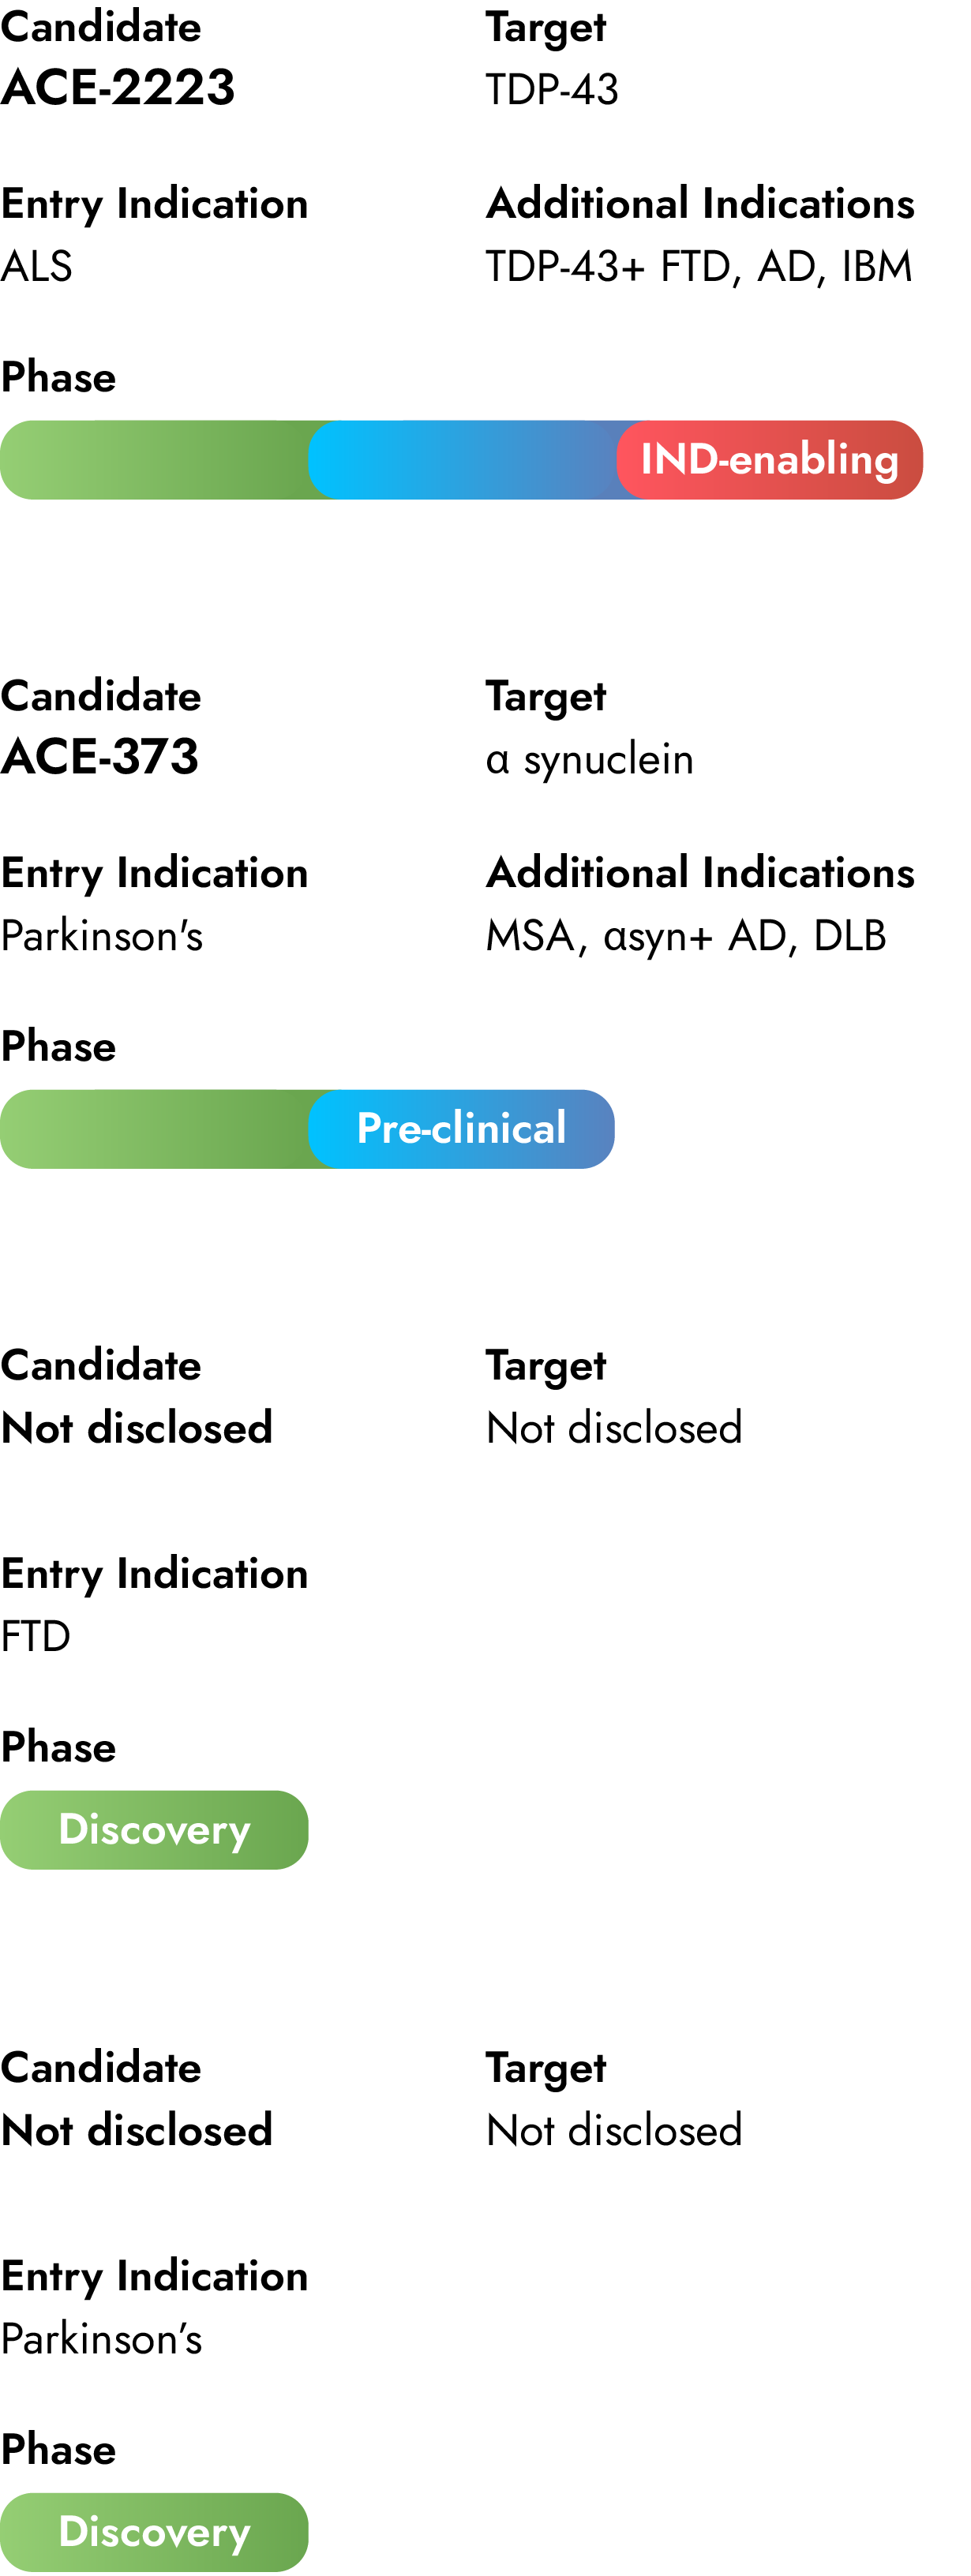 Candidate Target
ACE-2223 TDP-43
Entry Indication Additional Indications
ALS TDP-43+ FTD, AD, IBM
Phase
IND-enabling
Candidate Target
ACE-373 α synuclein
Entry Indication Additional Indications
Parkinson's MSA, αsyn+ AD, DLB
Phase
Pre-clinical
Candidate Target
Not disclosed Not disclosed
Entry Indication
FTD
Phase
Discovery
Candidate Target
Not disclosed Not disclosed
Entry Indication
Parkinson’s
Phase
Discovery